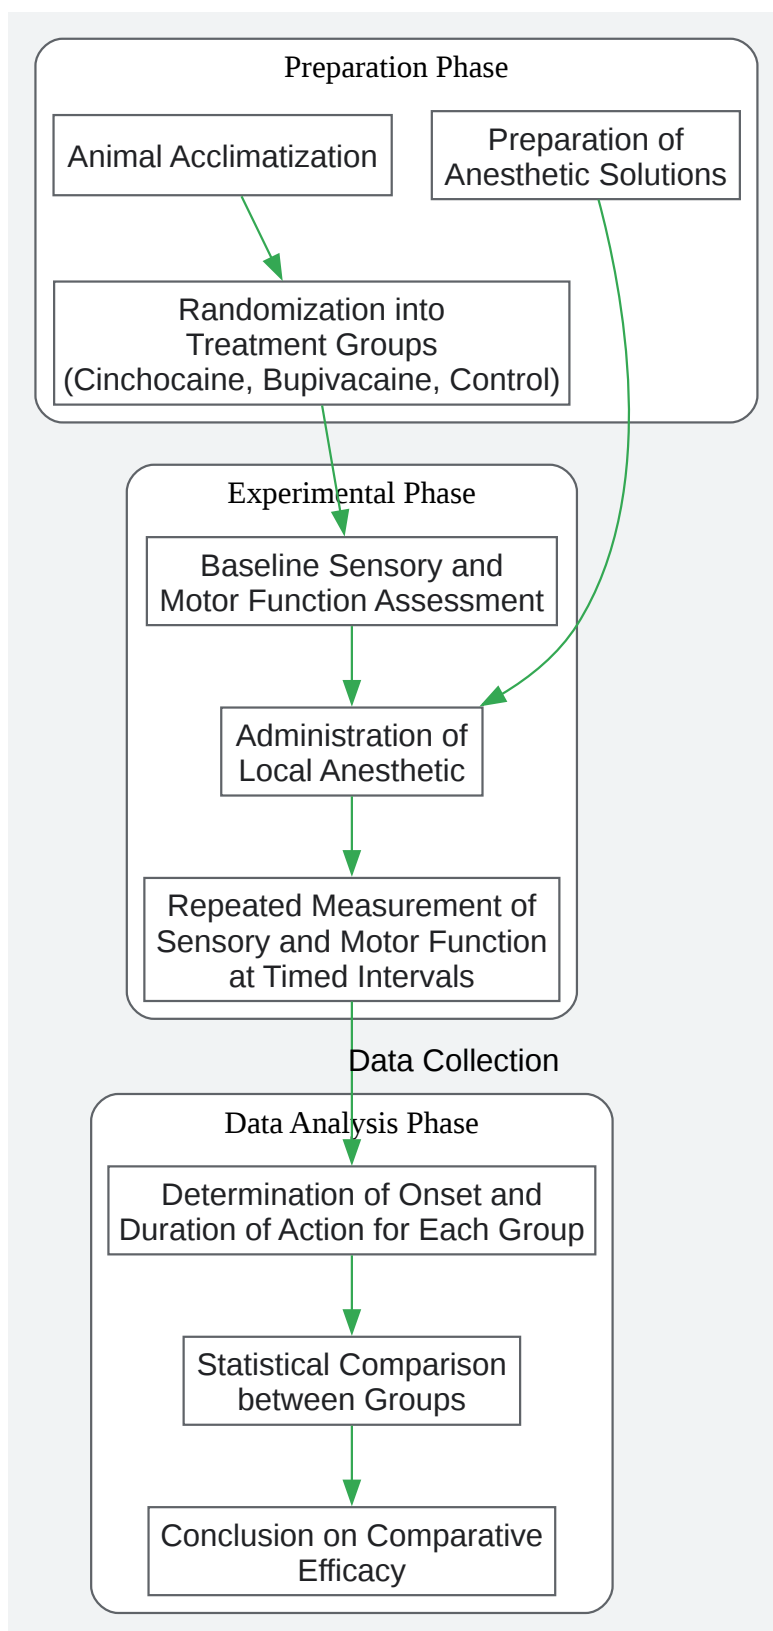 Preparation Phase
Animal Acclimatization
Preparation of
Anesthetic Solutions
Randomization into
Treatment Groups
(Cinchocaine, Bupivacaine, Control)
Experimental Phase
Baseline Sensory and
Motor Function Assessment
Administration of
Local Anesthetic
Repeated Measurement of
Sensory and Motor Function
at Timed Intervals
Data Collection
Data Analysis Phase
Determination of Onset and
Duration of Action for Each Group
Statistical Comparison
between Groups
Conclusion on Comparative
Efficacy